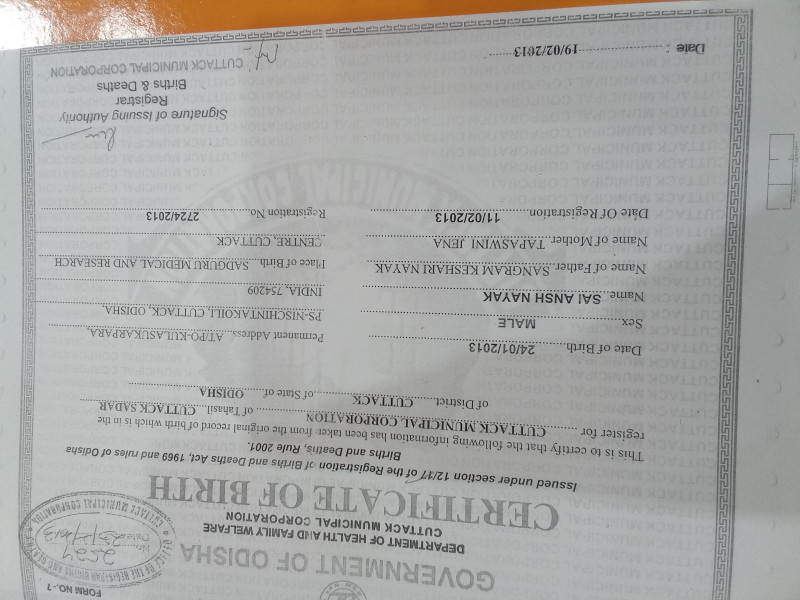 FORM NO.-7
GOVERNMENT OF ODISHA
DEPARTMENT OF HEALTH AND FAMILY WELFARE
CUTTACK MUNICIPAL CORPORATION
CERTIFICATE OF BIRTH
Issued under section 12/17 of the Registration of Births and Deaths Act, 1969 and rules of Odisha
Births and Deaths, Rule 2001.
This is to certify that the following information has been taken from the original record of birth which is in the
register for CUTTACK MUNICIPAL CORPORATION of Tahasil CUTTACK SADAR
of District CUTTACK of State of ODISHA
Date of Birth 24/01/2013
Sex MALE
Name SAI ANSH NAYAK
Name of Father SANGRAM KESHARI NAYAK
Name of Mother TAPASWINI JENA
Date Of Registration 11/02/2013
Permanent Address AT/PO-KULASUKARPARA,
PS-NISCHINTAKOILI, CUTTACK, ODISHA,
INDIA, 754209
Place of Birth SADGURU MEDICAL AND RESEARCH
CENTRE, CUTTACK
Registration No 2724/2013
Signature of Issuing Authority
Registrar
Births & Deaths
CUTTACK MUNICIPAL CORPORATION
Date : 19/02/2013